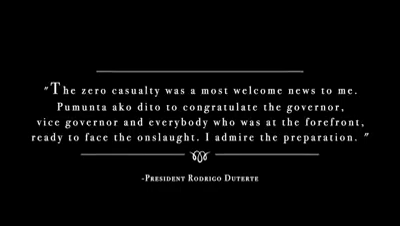 "The zero casualty was a most welcome news to me.
Pumunta ako dito to congratulate the governor,
vice governor and everybody who was at the forefront,
ready to face the onslaught. I admire the preparation. "
-President Rodrigo Duterte